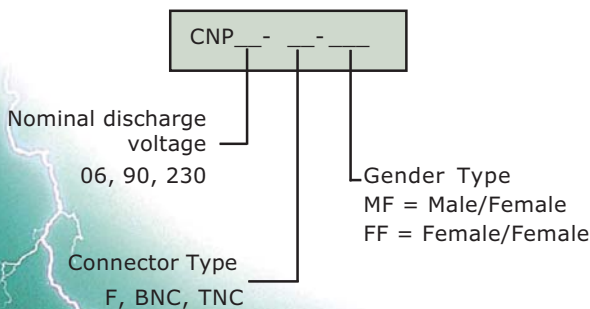 CNP__- __-___
Nominal discharge
voltage
06, 90, 230
Gender Type
MF = Male/Female
FF = Female/Female
Connector Type
F, BNC, TNC